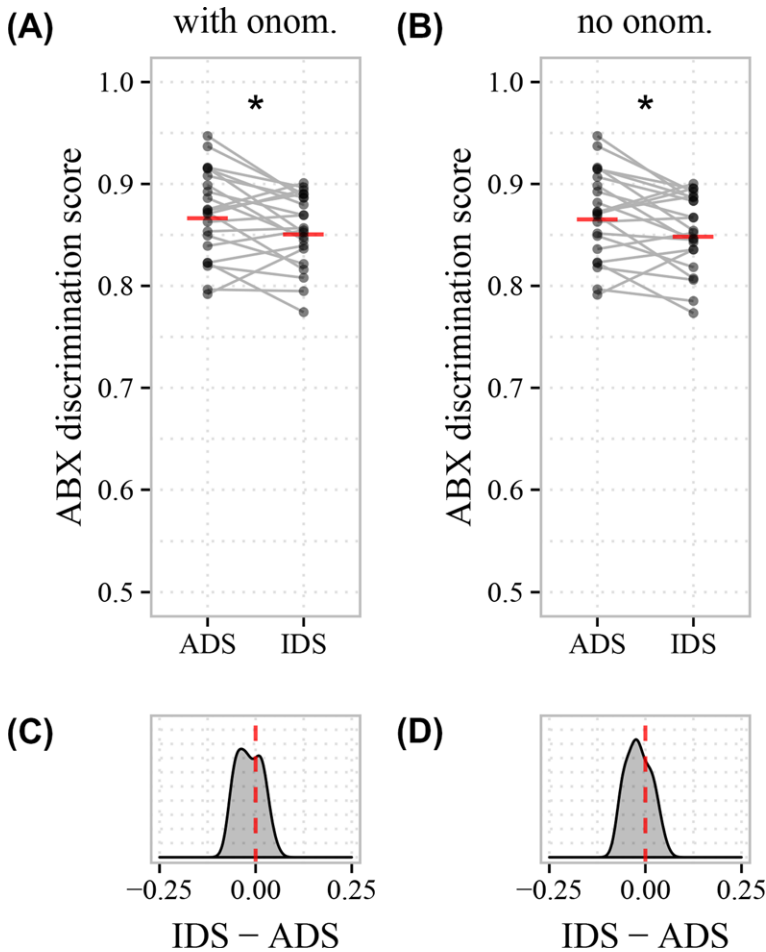 (A) with onom.
ABX discrimination score
1.0
*
0.9
0.8
0.7
0.6
0.5
ADS IDS
(B) no onom.
ABX discrimination score
1.0
*
0.9
0.8
0.7
0.6
0.5
ADS IDS
(C)
−0.25 0.00 0.25
IDS − ADS
(D)
−0.25 0.00 0.25
IDS − ADS